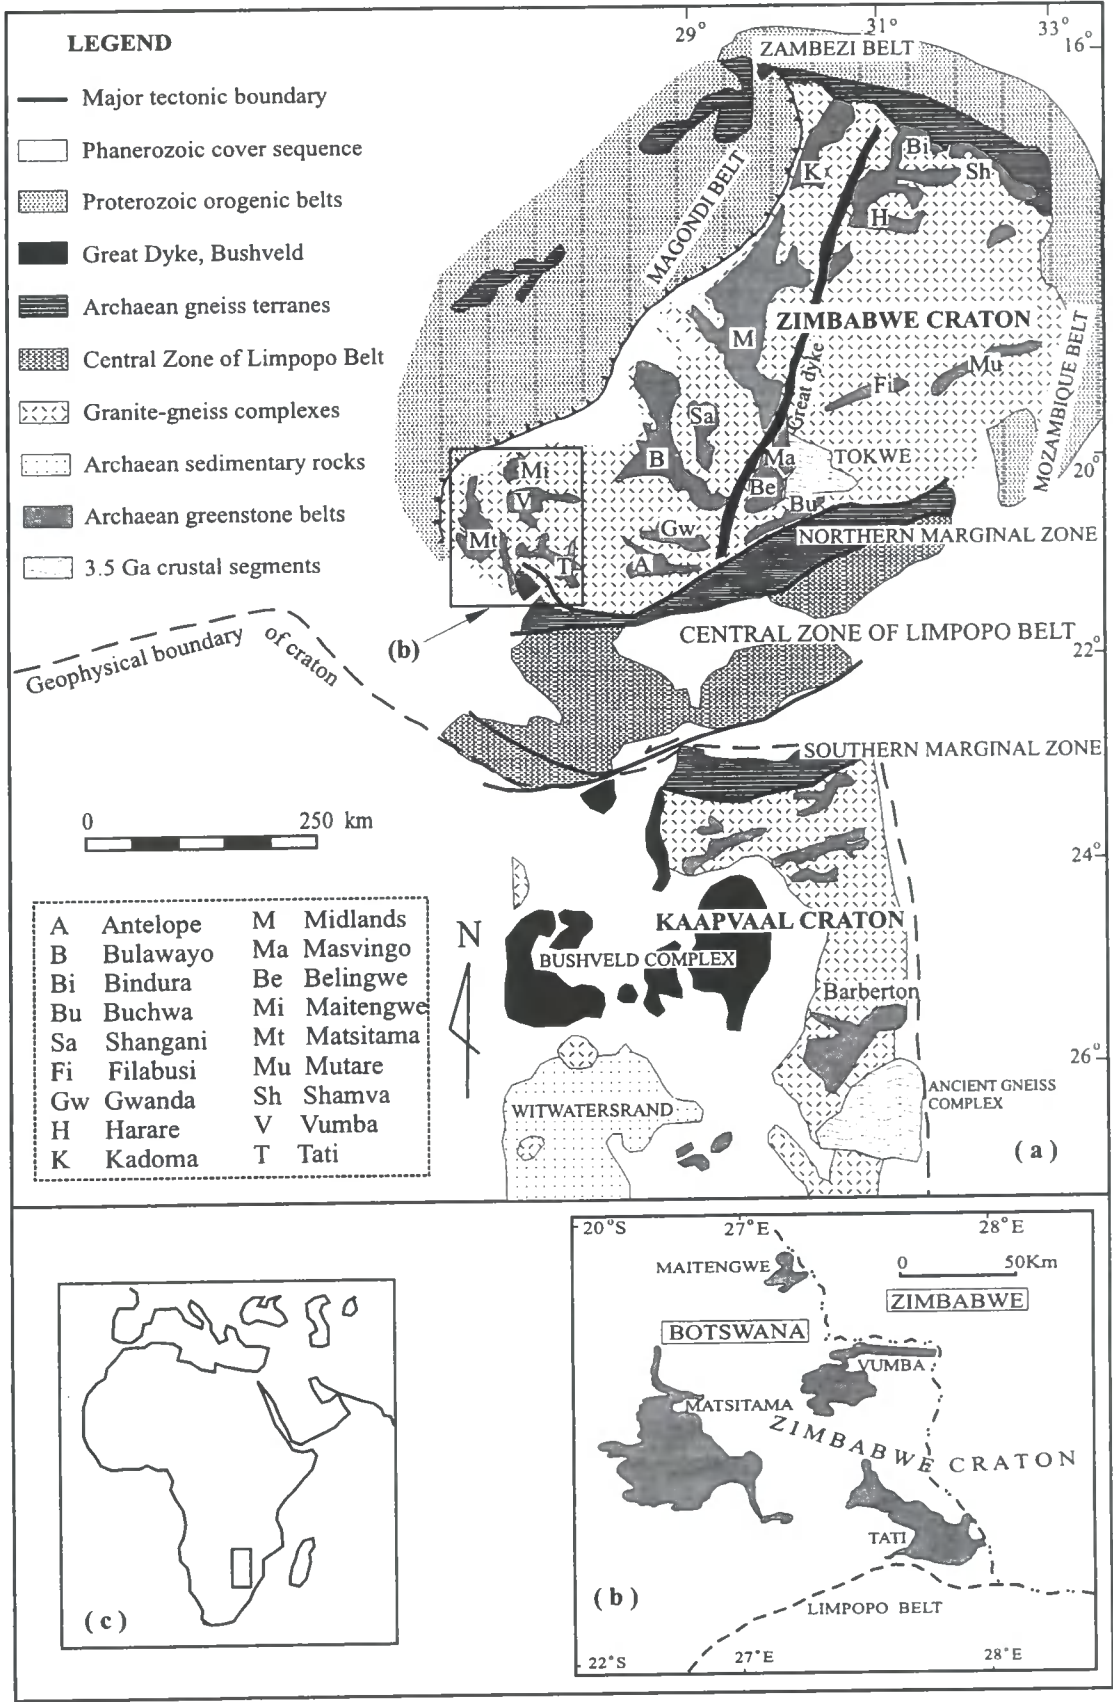 LEGEND
Major tectonic boundary
Phanerozoic cover sequence
Proterozoic orogenic belts
Great Dyke, Bushveld
Archaean gneiss terranes
Central Zone of Limpopo Belt
Granite-gneiss complexes
Archaean sedimentary rocks
Archaean greenstone belts
3.5 Ga crustal segments
29°
31°
33°
16°
ZAMBEZI BELT
MAGONDI BELT
K
Bi
Sh
H
ZIMBABWE CRATON
M
Great dyke
MOZAMBIQUE BELT
Mu
Fi
Sa
B
Ma
TOKWE
20°
Mi
V
Be
Bu
Mt
Gw
NORTHERN MARGINAL ZONE
T
A
(b)
CENTRAL ZONE OF LIMPOPO BELT
22°
Geophysical boundary
of craton
SOUTHERN MARGINAL ZONE
0 250 km
24°
KAAPVAAL CRATON
BUSHVELD COMPLEX
Barberton
26°
WITWATERSRAND
ANCIENT GNEISS
COMPLEX
(a)
N
A Antelope
B Bulawayo
Bi Bindura
Bu Buchwa
Sa Shangani
Fi Filabusi
Gw Gwanda
H Harare
K Kadoma
M Midlands
Ma Masvingo
Be Belingwe
Mi Maitengwe
Mt Matsitama
Mu Mutare
Sh Shamva
V Vumba
T Tati
(c)
20°S
27°E
28°E
MAITENGWE
0 50Km
ZIMBABWE
BOTSWANA
VUMBA
MATSITAMA
ZIMBABWE CRATON
TATI
(b)
LIMPOPO BELT
22°S
27°E
28°E